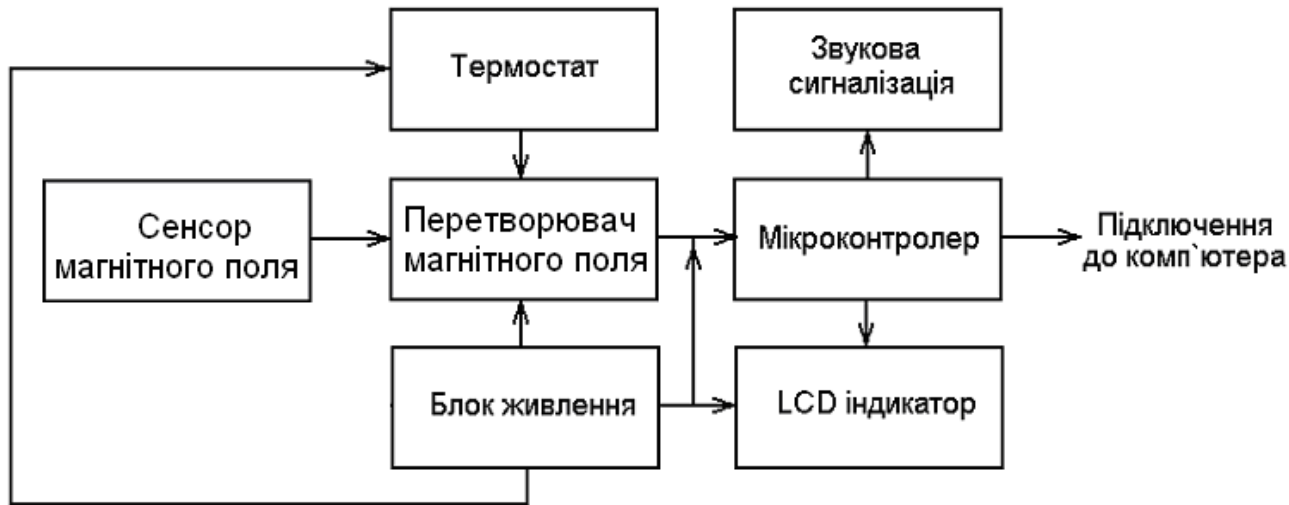 Термостат
Звукова
сигналізація
Сенсор
магнітного поля
Перетворювач
магнітного поля
Мікроконтролер
Підключення
до комп`ютера
Блок живлення
LCD індикатор